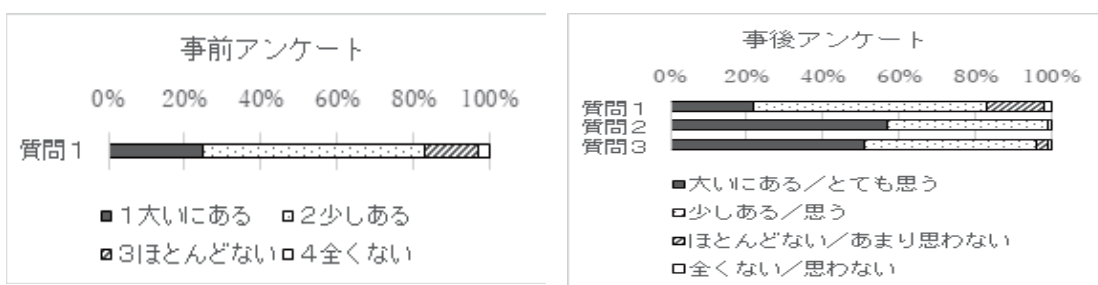 事前アンケート
0% 20% 40% 60% 80% 100%
質問1
1大いにある 2少しある
3ほとんどない 4全くない
事後アンケート
0% 20% 40% 60% 80% 100%
質問1
質問2
質問3
大いにある／とても思う
少しある／思う
ほとんどない／あまり思わない
全くない／思わない